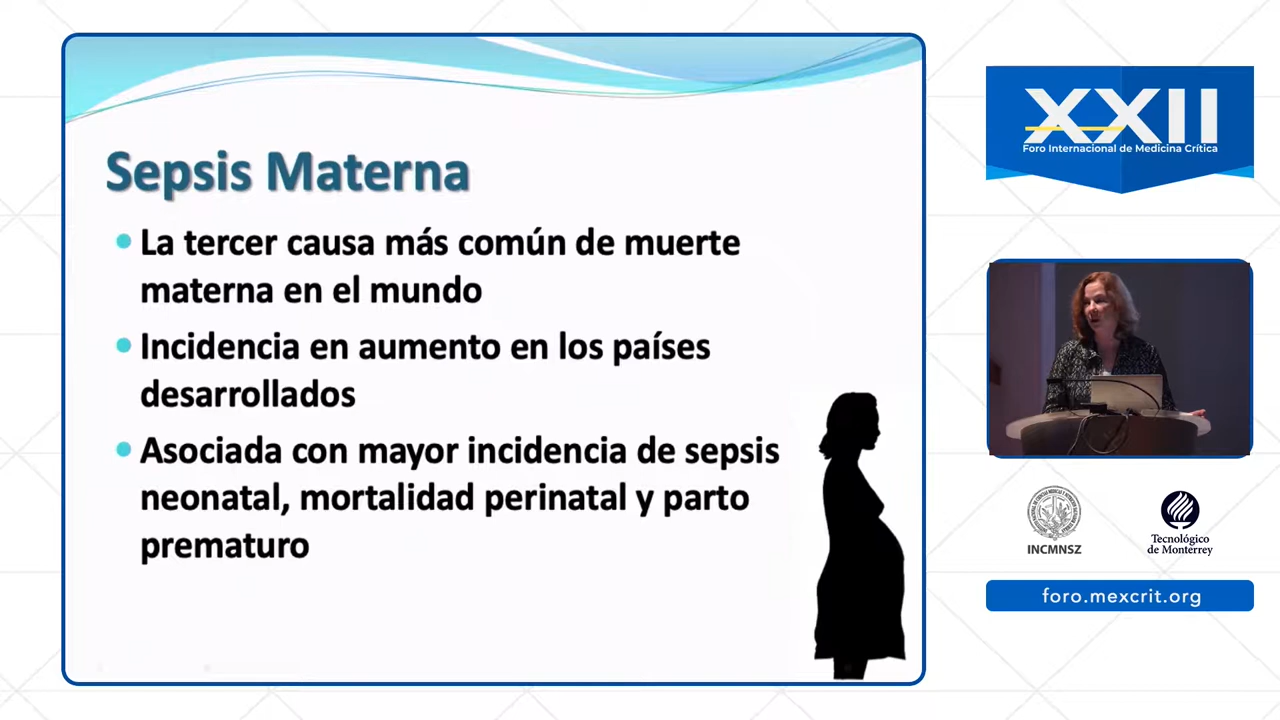 Sepsis Materna
La tercer causa más común de muerte
materna en el mundo
Incidencia en aumento en los países
desarrollados
Asociada con mayor incidencia de sepsis
neonatal, mortalidad perinatal y parto
prematuro
XXII
Foro Internacional de Medicina Crítica
INCMNSZ
Tecnológico
de Monterrey
foro.mexcrit.org